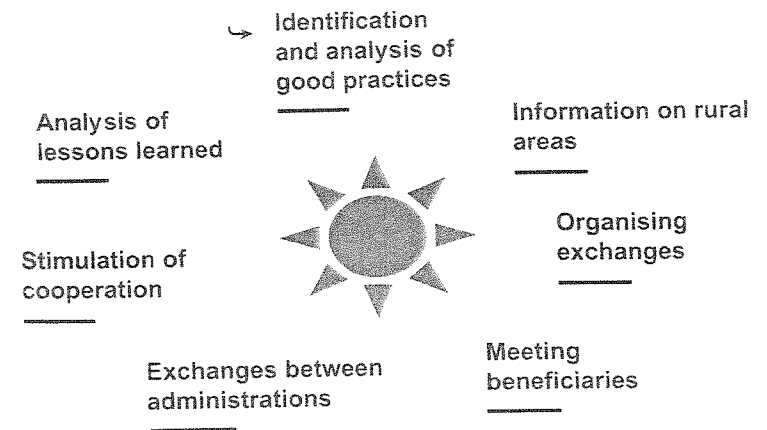 Identification
and analysis of
good practices
Information on rural
areas
Organising
exchanges
Meeting
beneficiaries
Exchanges between
administrations
Stimulation of
cooperation
Analysis of
lessons learned